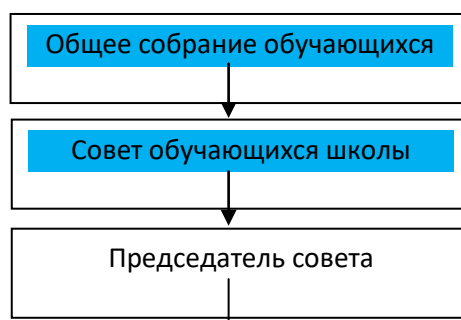 Общее собрание обучающихся
Совет обучающихся школы
Председатель совета